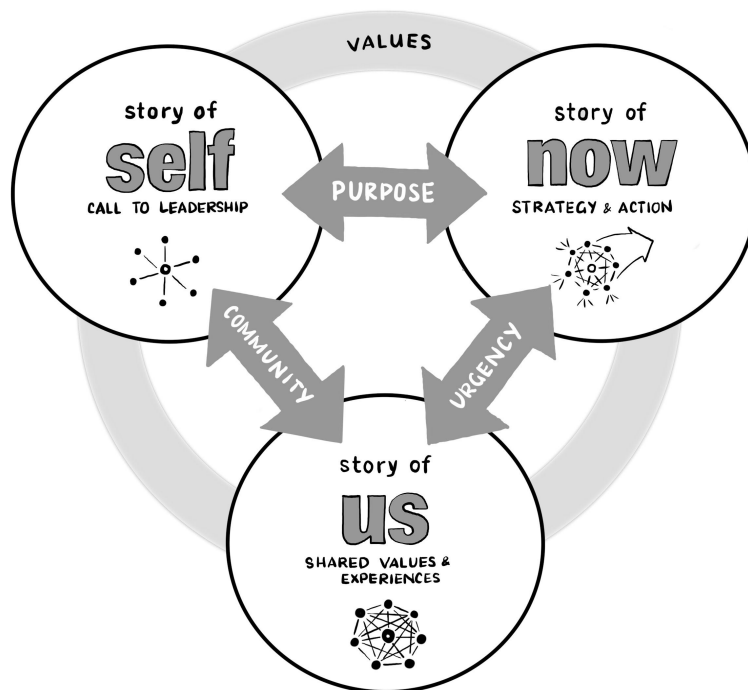 VALUES
story of
self
CALL TO LEADERSHIP
PURPOSE
story of
now
STRATEGY & ACTION
COMMUNITY
URGENCY
story of
us
SHARED VALUES &
EXPERIENCES